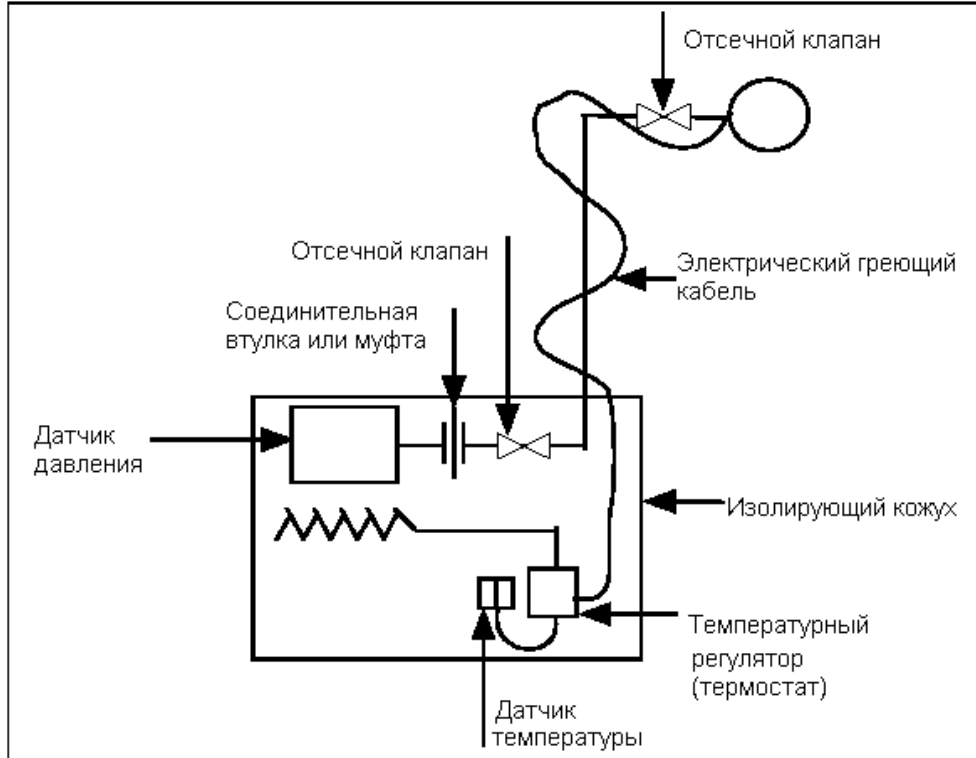 Отсечной клапан
Отсечной клапан
Электрический греющий
кабель
Соединительная
втулка или муфта
Датчик
давления
Изолирующий кожух
Температурный
регулятор
(термостат)
Датчик
температуры